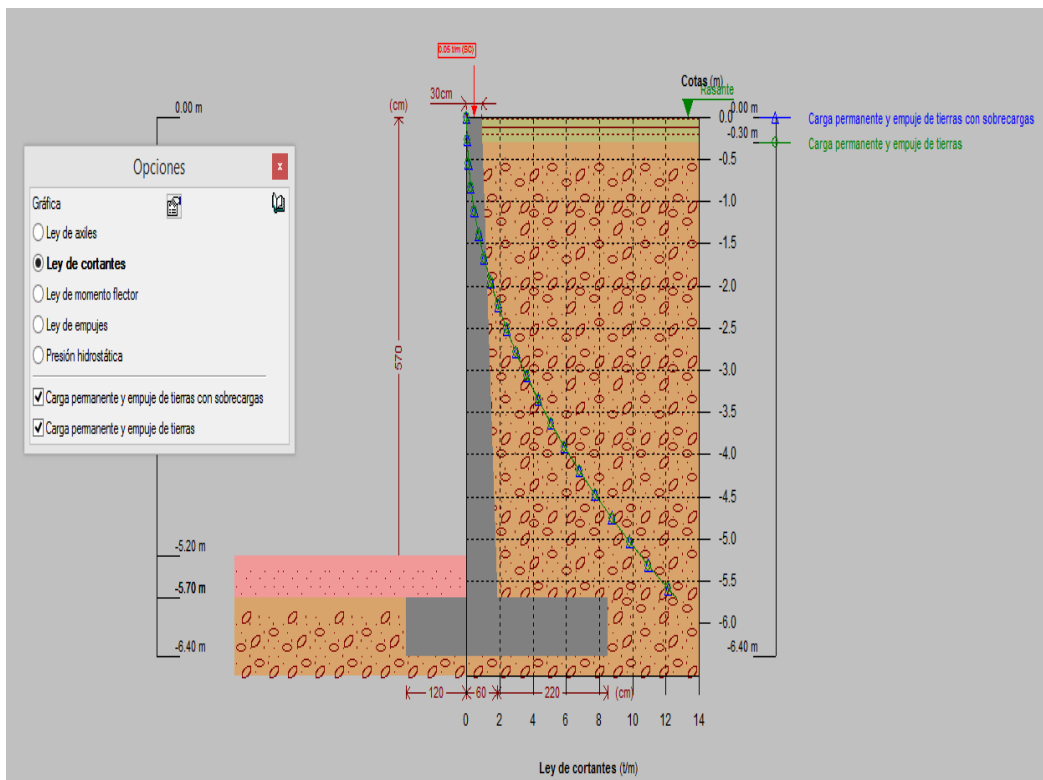 0.05 t/m (SC)
30cm
(cm)
0.00 m
Cotas (m)
Rasante
0.00 m
0.0
-0.30 m
-0.5
-1.0
-1.5
-2.0
-2.5
-3.0
-3.5
-4.0
-4.5
-5.0
-5.5
-6.0
-6.40 m
Carga permanente y empuje de tierras con sobrecargas
Carga permanente y empuje de tierras
Opciones
x
Gráfica
Ley de axiles
Ley de cortantes
Ley de momento flector
Ley de empujes
Presión hidrostática
Carga permanente y empuje de tierras con sobrecargas
Carga permanente y empuje de tierras
570
-5.20 m
-5.70 m
-6.40 m
120 60 220 (cm)
0 2 4 6 8 10 12 14
Ley de cortantes (t/m)